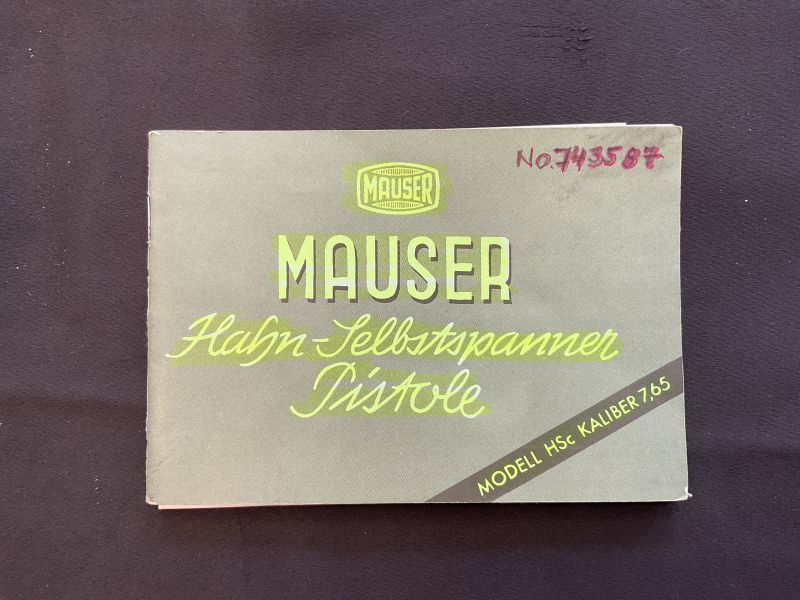 No. 743587
MAUSER
MAUSER
Hahn-Selbstspanner
Pistole
MODELL HSc KALIBER 7,65